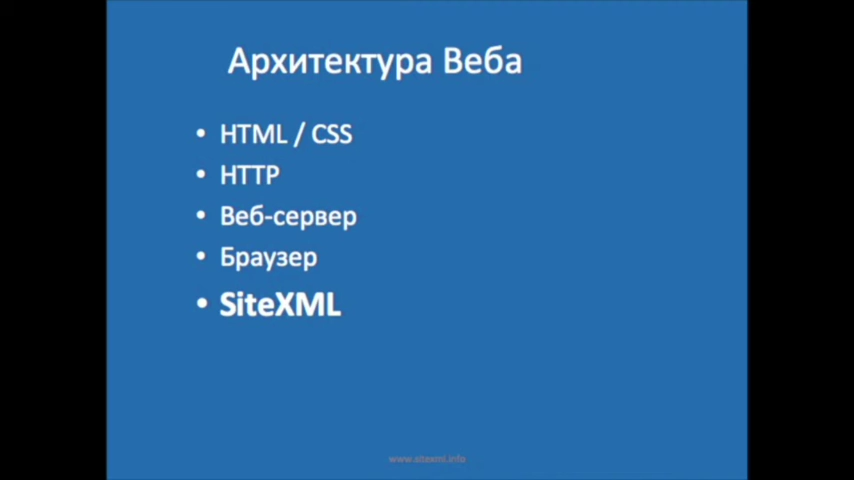 Архитектура Веба
• HTML / CSS
• HTTP
• Веб-сервер
• Браузер
• SiteXML
www.sitexml.info